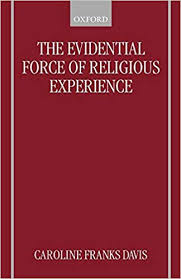 OXFORD
THE EVIDENTIAL
FORCE OF RELIGIOUS
EXPERIENCE
CAROLINE FRANKS DAVIS